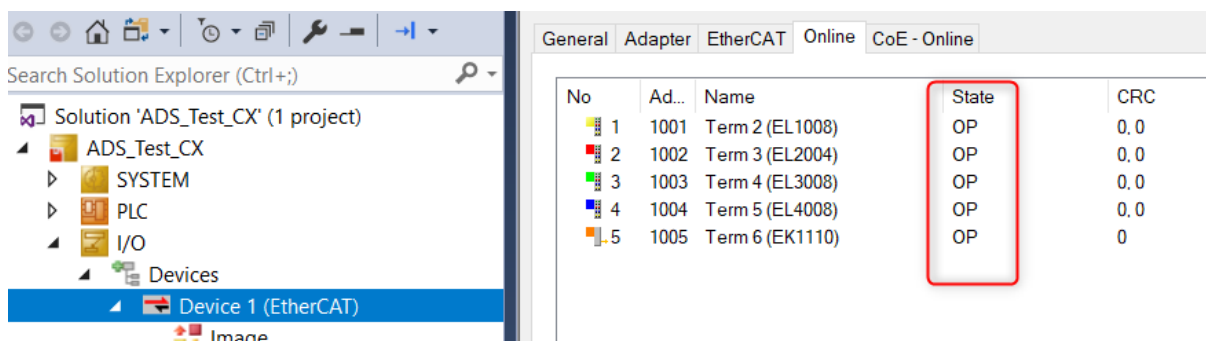 Search Solution Explorer (Ctrl+;)
Solution 'ADS_Test_CX' (1 project)
ADS_Test_CX
SYSTEM
PLC
I/O
Devices
Device 1 (EtherCAT)
Image
General Adapter EtherCAT Online CoE - Online
No Ad... Name State CRC
1 1001 Term 2 (EL1008) OP 0, 0
2 1002 Term 3 (EL2004) OP 0, 0
3 1003 Term 4 (EL3008) OP 0, 0
4 1004 Term 5 (EL4008) OP 0, 0
5 1005 Term 6 (EK1110) OP 0